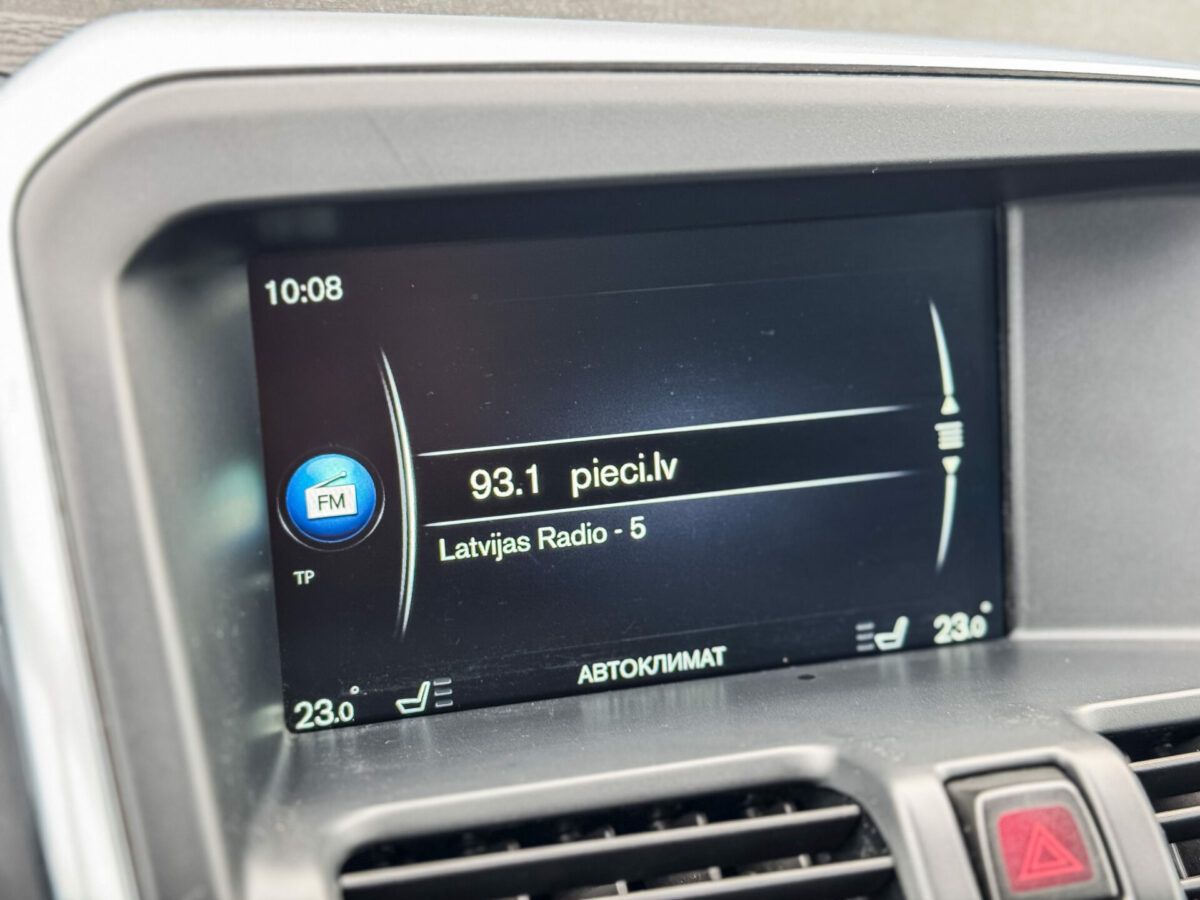 10:08
FM
93.1 pieci.lv
Latvijas Radio - 5
TP
АВТОКЛИМАТ
23.0° 23.0°